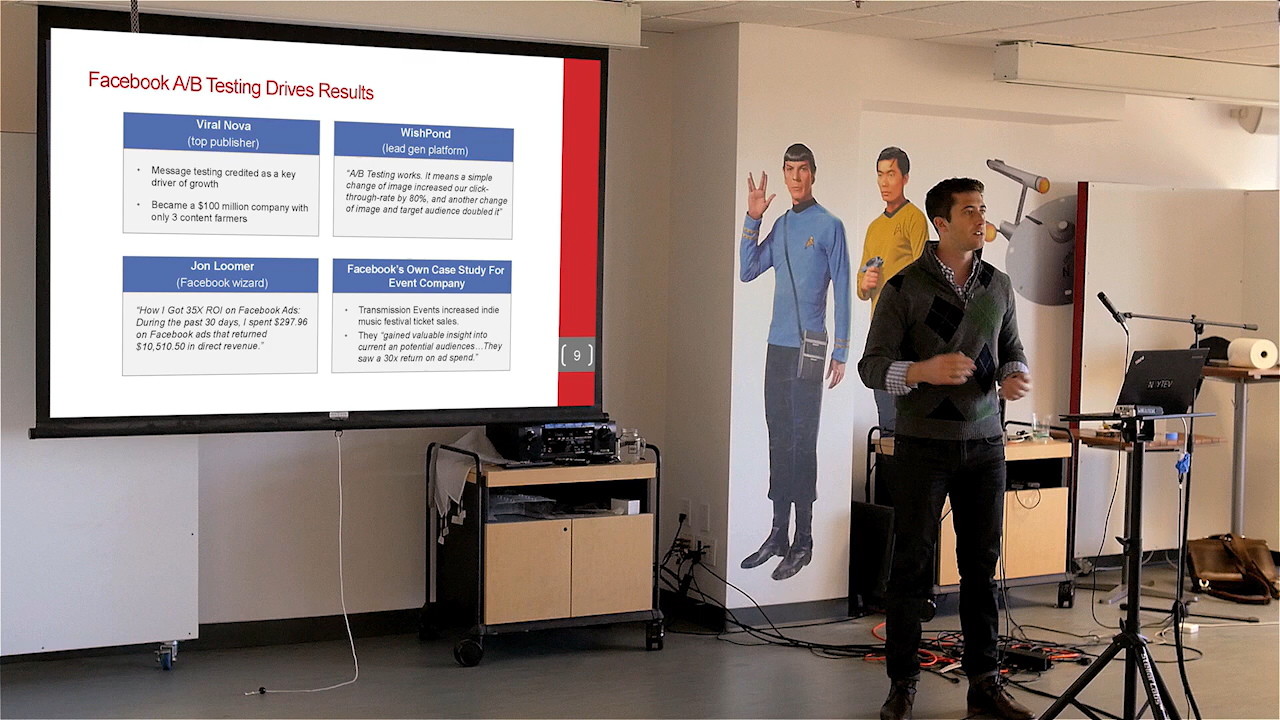 Facebook A/B Testing Drives Results
Viral Nova
(top publisher)
• Message testing credited as a key
driver of growth
• Became a $100 million company with
only 3 content farmers
WishPond
(lead gen platform)
“A/B Testing works. It means a simple
change of image increased our click-
through-rate by 80%, and another change
of image and target audience doubled it”
Jon Loomer
(Facebook wizard)
“How I Got 35X ROI on Facebook Ads:
During the past 30 days, I spent $297.96
on Facebook ads that returned
$10,510.50 in direct revenue.”
Facebook's Own Case Study For
Event Company
• Transmission Events increased indie
music festival ticket sales.
• They “gained valuable insight into
current an potential audiences…They
saw a 30x return on ad spend.”
9